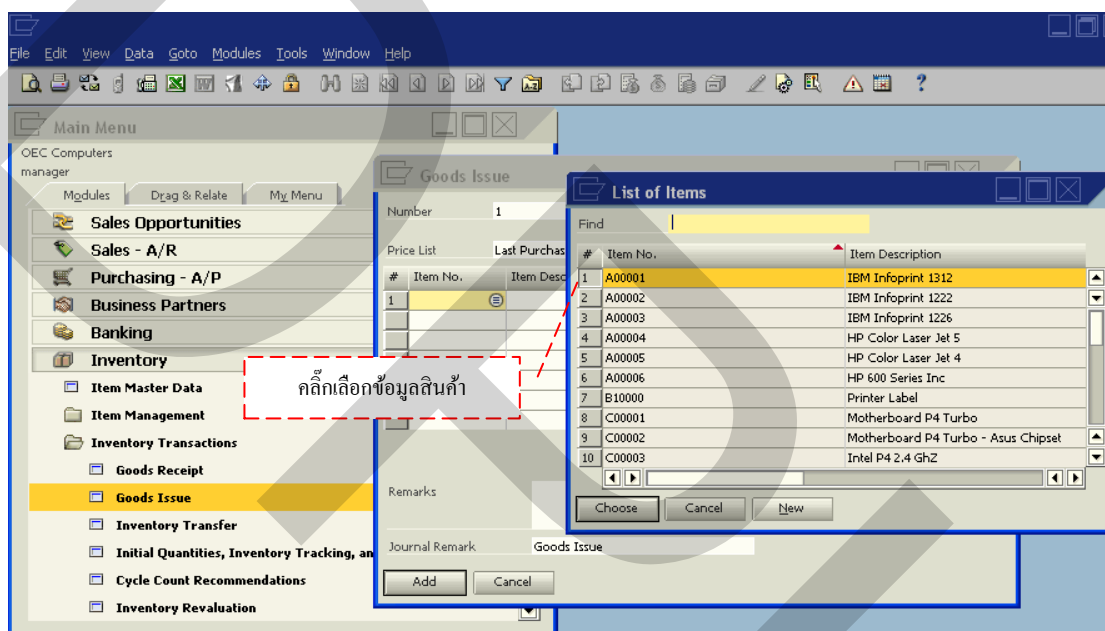 File Edit View Data Goto Modules Tools Window Help
Main Menu
OEC Computers
manager
Modules Drag & Relate My Menu
Sales Opportunities
Sales - A/R
Purchasing - A/P
Business Partners
Banking
Inventory
Item Master Data
Item Management
Inventory Transactions
Goods Receipt
Goods Issue
Inventory Transfer
Initial Quantities, Inventory Tracking, an
Cycle Count Recommendations
Inventory Revaluation
Goods Issue
Number 1
Price List Last Purchas
# Item No. Item Desc
1
Remarks
Journal Remark Goods Issue
Add Cancel
คลิ๊กเลือกข้อมูลสินค้า
List of Items
Find
# Item No. Item Description
1 A00001 IBM Infoprint 1312
2 A00002 IBM Infoprint 1222
3 A00003 IBM Infoprint 1226
4 A00004 HP Color Laser Jet 5
5 A00005 HP Color Laser Jet 4
6 A00006 HP 600 Series Inc
7 B10000 Printer Label
8 C00001 Motherboard P4 Turbo
9 C00002 Motherboard P4 Turbo - Asus Chipset
10 C00003 Intel P4 2.4 GhZ
Choose Cancel New